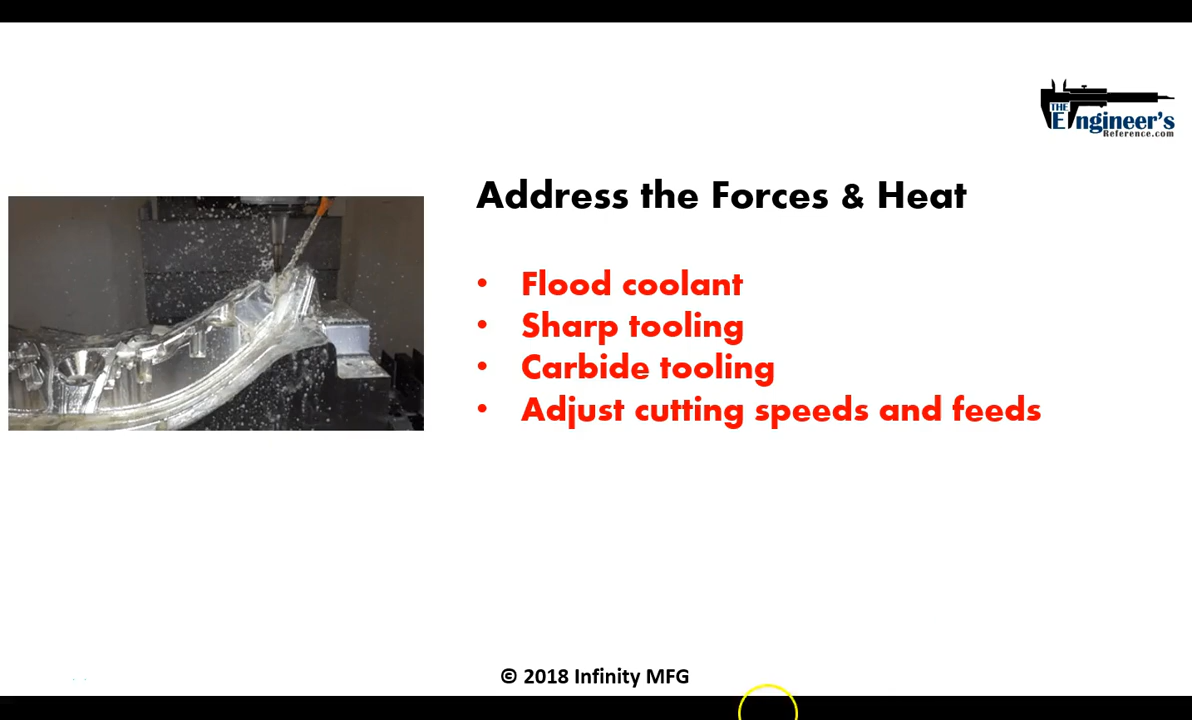 THE
Engineer's
Reference.com
Address the Forces & Heat
• Flood coolant
• Sharp tooling
• Carbide tooling
• Adjust cutting speeds and feeds
© 2018 Infinity MFG